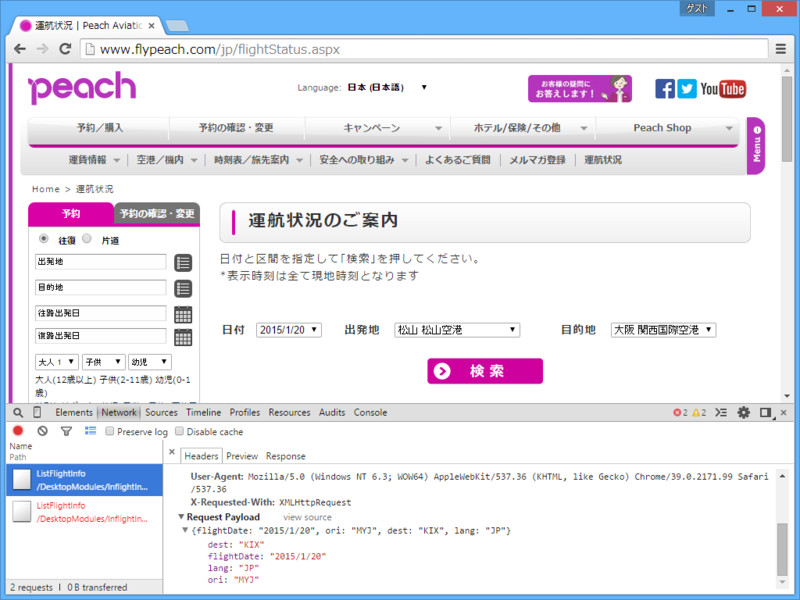 ゲスト
運航状況 | Peach Aviatic
www.flypeach.com/jp/flightStatus.aspx
peach
Language: 日本 (日本語)
お客様の疑問に
お答えします！
YouTube
予約／購入 予約の確認・変更 キャンペーン ホテル/保険/その他 Peach Shop
Menu
運賃情報 空港／機内 時刻表／旅先案内 安全への取り組み よくあるご質問 メルマガ登録 運航状況
Home > 運航状況
予約 予約の確認・変更
往復 片道
出発地
目的地
往路出発日
復路出発日
大人 1 子供 幼児
大人(12歳以上) 子供(2-11歳) 幼児(0-1
歳)
運航状況のご案内
日付と区間を指定して「検索」を押してください。
*表示時刻は全て現地時刻となります
日付 2015/1/20 出発地 松山 松山空港 目的地 大阪 関西国際空港
検索
Elements Network Sources Timeline Profiles Resources Audits Console 2 2
Preserve log Disable cache
Name
Path
ListFlightInfo
/DesktopModules/InflightIn...
ListFlightInfo
/DesktopModules/InflightIn...
2 requests | 0 B transferred
Headers Preview Response
User-Agent: Mozilla/5.0 (Windows NT 6.3; WOW64) AppleWebKit/537.36 (KHTML, like Gecko) Chrome/39.0.2171.99 Safari
/537.36
X-Requested-With: XMLHttpRequest
Request Payload view source
{flightDate: "2015/1/20", ori: "MYJ", dest: "KIX", lang: "JP"}
dest: "KIX"
flightDate: "2015/1/20"
lang: "JP"
ori: "MYJ"